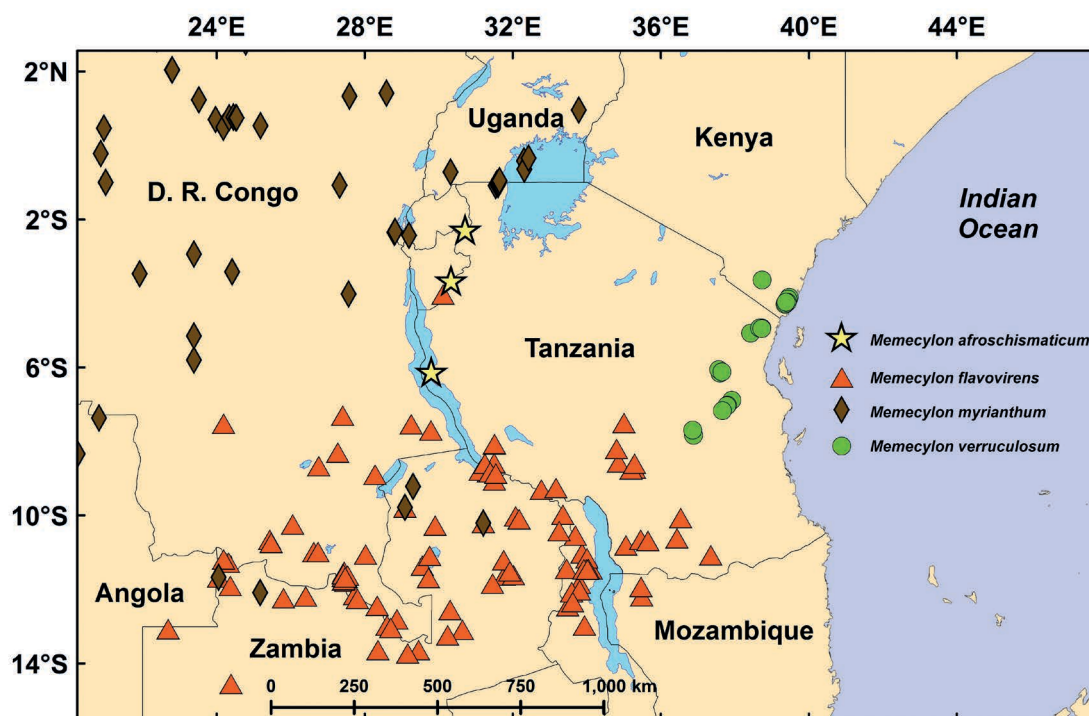 24°E 28°E 32°E 36°E 40°E 44°E
2°N
Uganda
Kenya
D. R. Congo
2°S
Indian
Ocean
Tanzania
6°S
Memecylon afroschismaticum
Memecylon flavovirens
Memecylon myrianthum
Memecylon verruculosum
10°S
Angola
Mozambique
Zambia
14°S
0 250 500 750 1,000 km